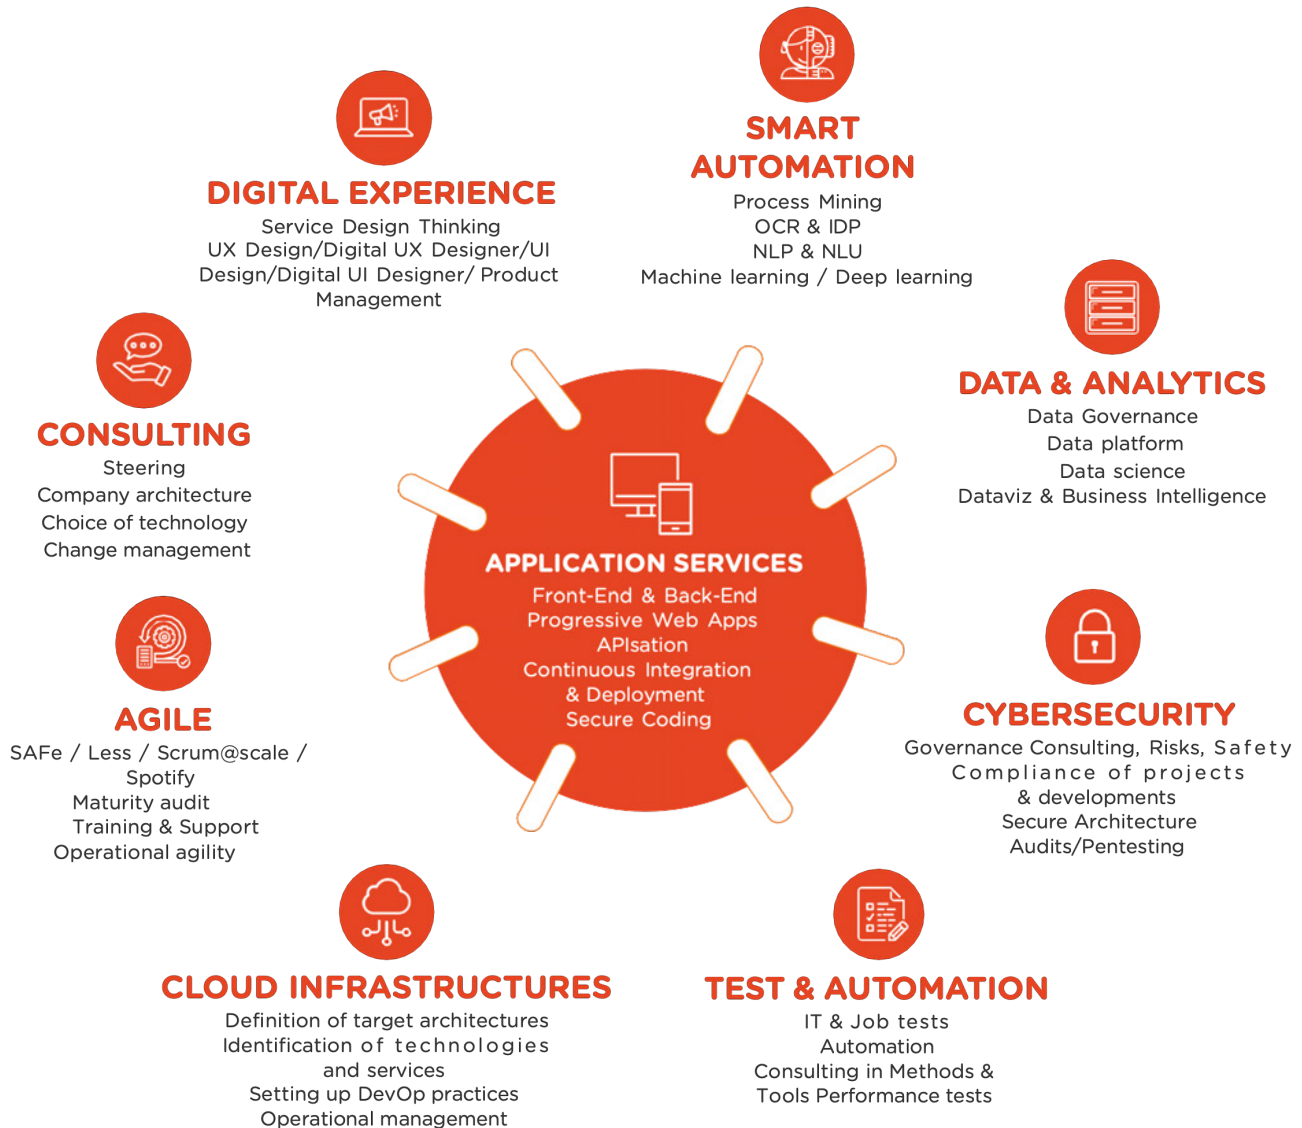 SMART
AUTOMATION
Process Mining
OCR & IDP
NLP & NLU
Machine learning / Deep learning
DIGITAL EXPERIENCE
Service Design Thinking
UX Design/Digital UX Designer/UI
Design/Digital UI Designer/ Product
Management
DATA & ANALYTICS
Data Governance
Data platform
Data science
Dataviz & Business Intelligence
CONSULTING
Steering
Company architecture
Choice of technology
Change management
APPLICATION SERVICES
Front-End & Back-End
Progressive Web Apps
APIsation
Continuous Integration
& Deployment
Secure Coding
AGILE
SAFe / Less / Scrum@scale /
Spotify
Maturity audit
Training & Support
Operational agility
CYBERSECURITY
Governance Consulting, Risks, Safety
Compliance of projects
& developments
Secure Architecture
Audits/Pentesting
CLOUD INFRASTRUCTURES
Definition of target architectures
Identification of technologies
and services
Setting up DevOp practices
Operational management
TEST & AUTOMATION
IT & Job tests
Automation
Consulting in Methods &
Tools Performance tests